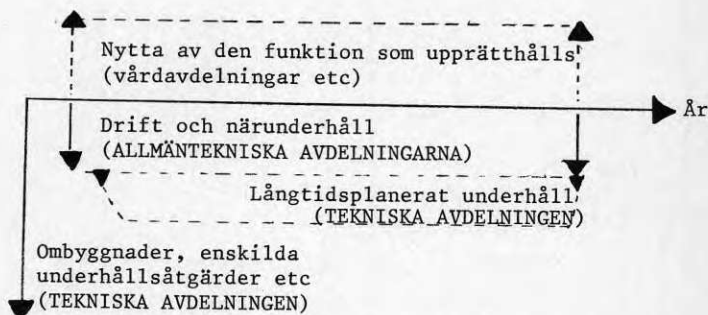 Nytta av den funktion som upprätthålls
(vårdavdelningar etc)
År
Drift och närunderhåll
(ALLMÄNTEKNISKA AVDELNINGARNA)
Långtidsplanerat underhåll
(TEKNISKA AVDELNINGEN)
Ombyggnader, enskilda
underhållsåtgärder etc
(TEKNISKA AVDELNINGEN)